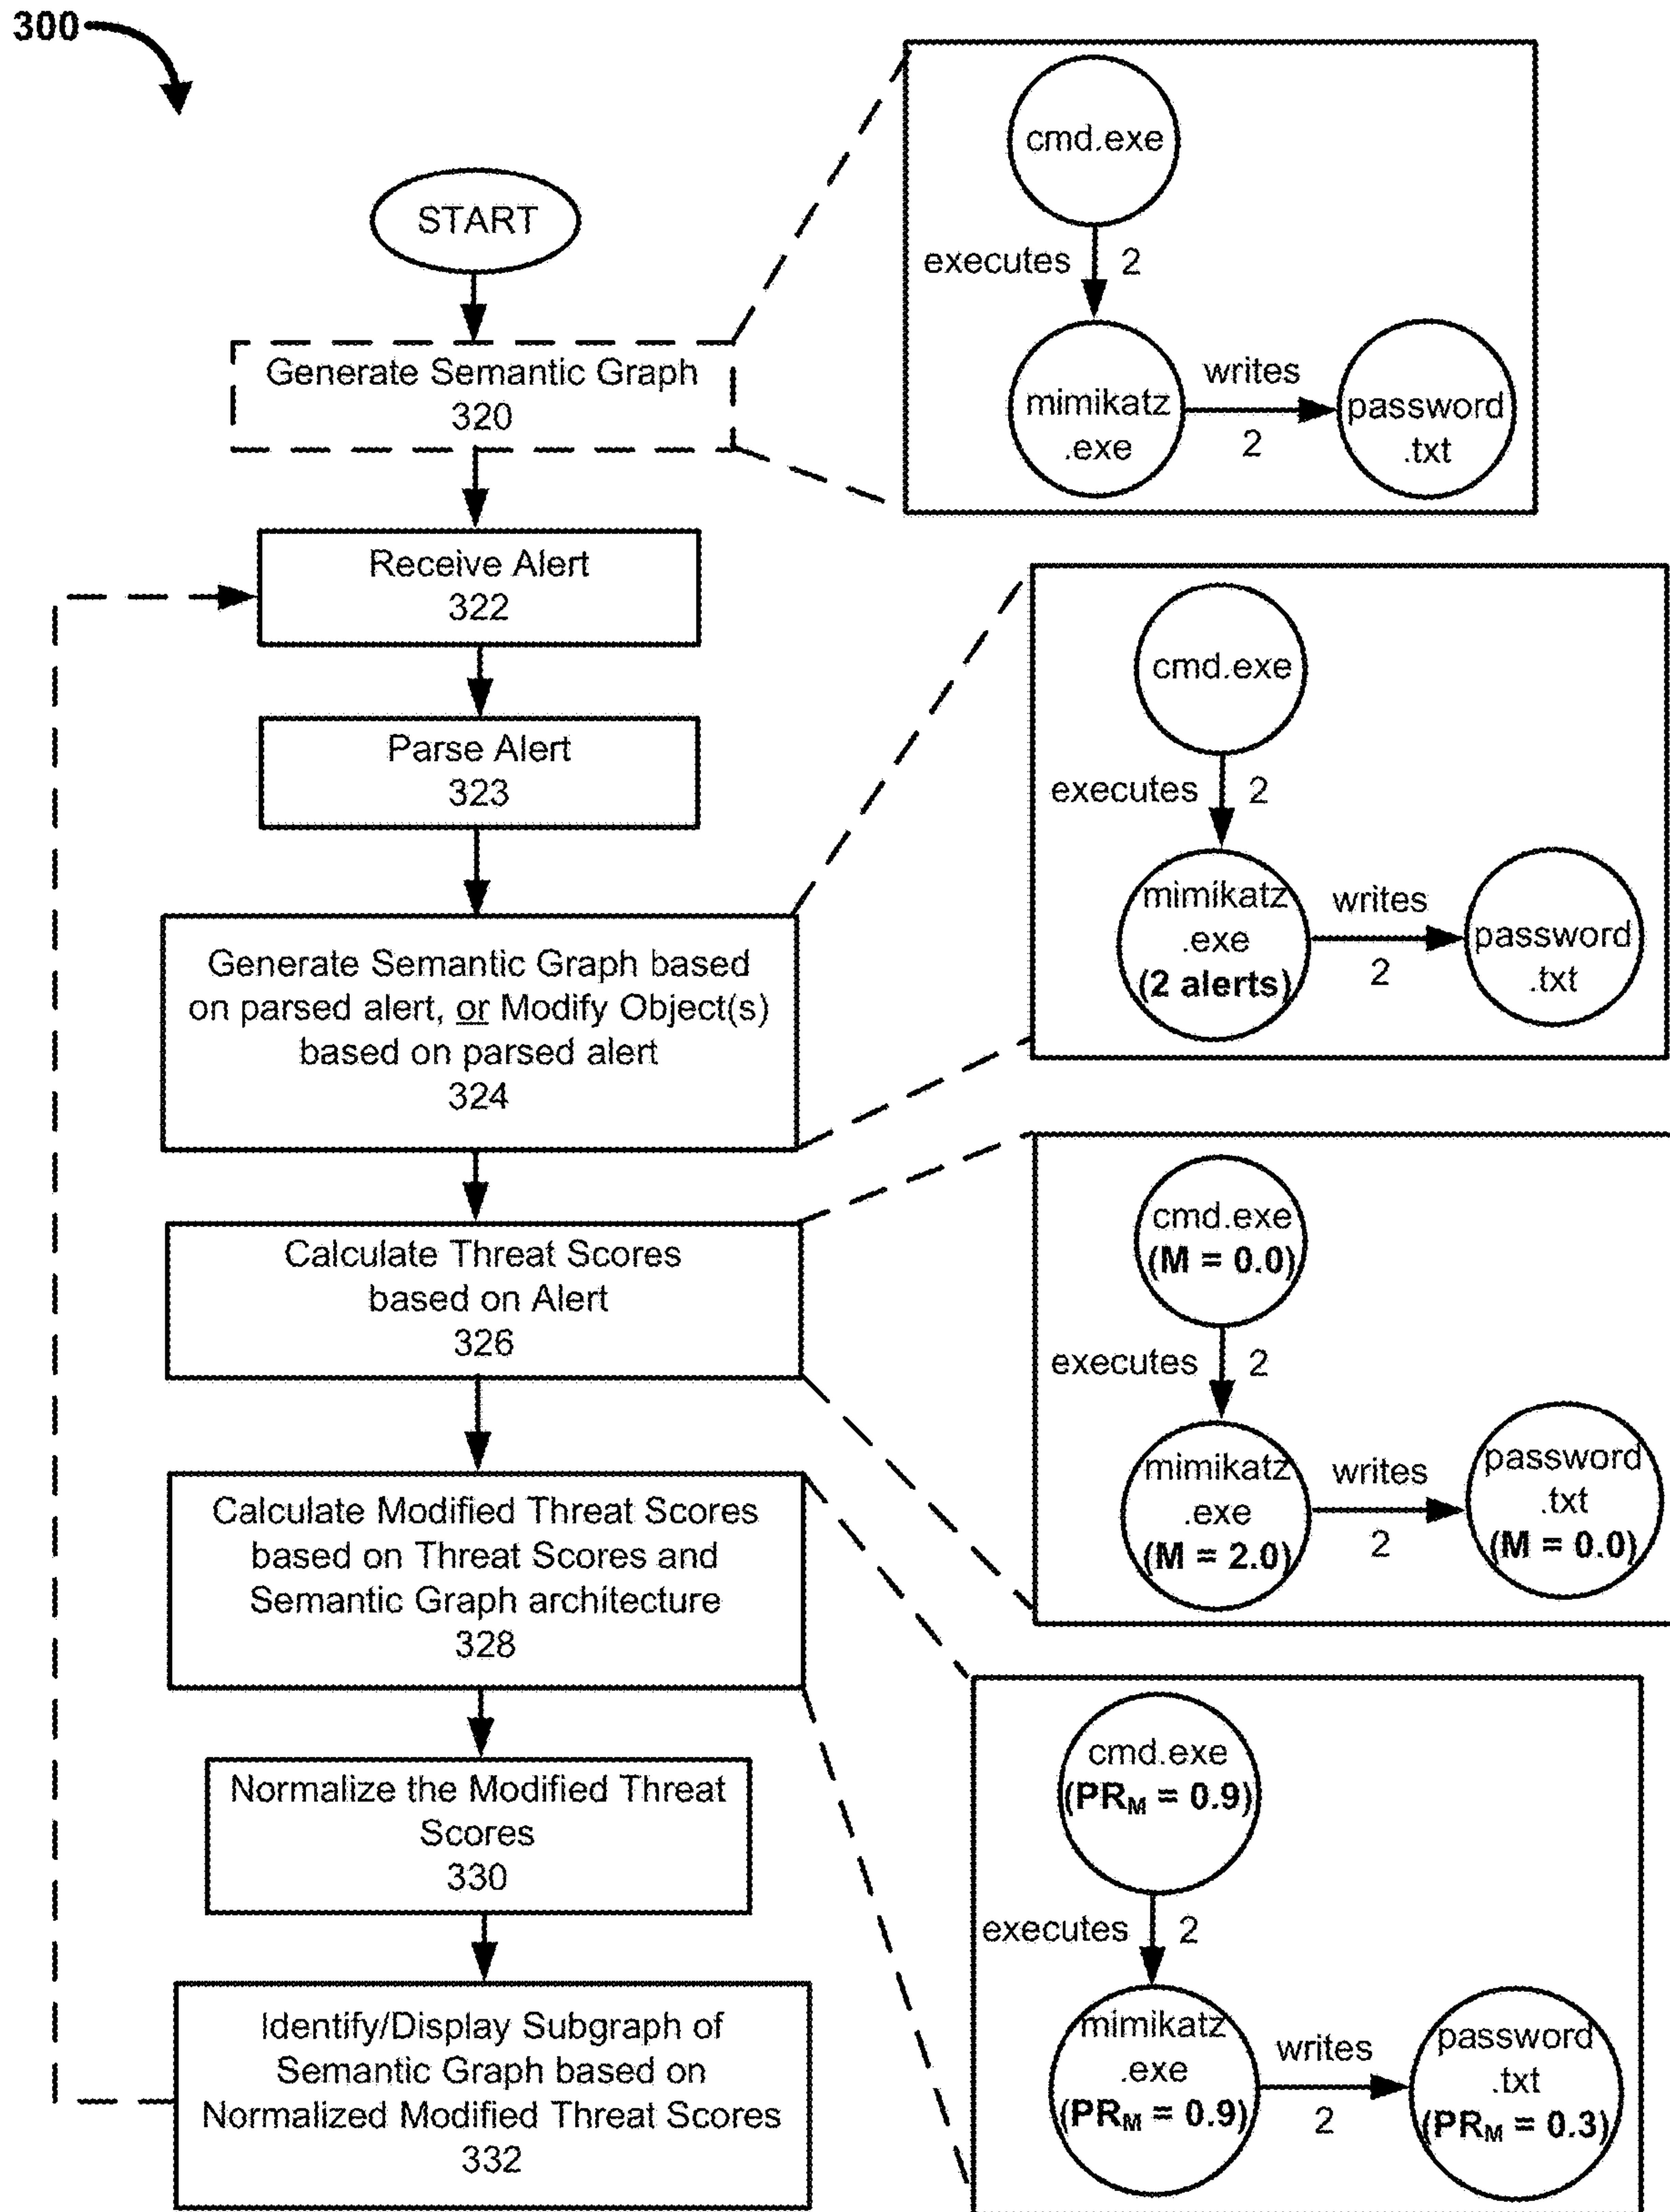 300
START
Generate Semantic Graph
320
Receive Alert
322
Parse Alert
323
Generate Semantic Graph based
on parsed alert, or Modify Object(s)
based on parsed alert
324
Calculate Threat Scores
based on Alert
326
Calculate Modified Threat Scores
based on Threat Scores and
Semantic Graph architecture
328
Normalize the Modified Threat
Scores
330
Identify/Display Subgraph of
Semantic Graph based on
Normalized Modified Threat Scores
332
cmd.exe
executes 2
mimikatz
.exe
writes
2
password
.txt
cmd.exe
executes 2
mimikatz
.exe
(2 alerts)
writes
2
password
.txt
cmd.exe
(M = 0.0)
executes 2
mimikatz
.exe
(M = 2.0)
writes
2
password
.txt
(M = 0.0)
cmd.exe
(PRM = 0.9)
executes 2
mimikatz
.exe
(PRM = 0.9)
writes
2
password
.txt
(PRM = 0.3)